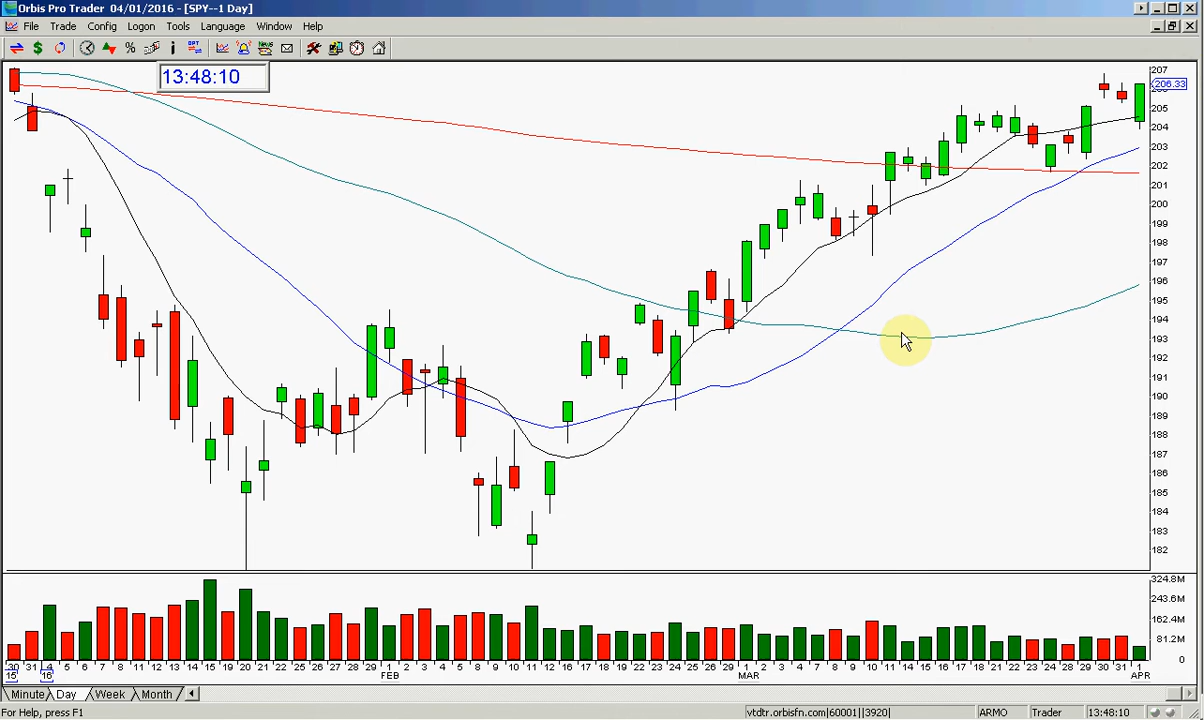 Orbis Pro Trader 04/01/2016 - [SPY--1 Day]
File Trade Config Logon Tools Language Window Help
13:48:10
207
206.33
205
204
203
202
201
200
199
198
197
196
195
194
193
192
191
190
189
188
187
186
185
184
183
182
324.8M
243.6M
162.4M
81.2M
30 31 4 5 6 7 8 11 12 13 14 15 19 20 21 22 25 26 27 28 29 1 2 3 4 5 8 9 10 11 12 16 17 18 19 22 23 24 25 26 29 1 2 3 4 7 8 9 10 11 14 15 16 17 18 21 22 23 24 28 29 30 31 1
15 16 FEB MAR APR
Minute Day Week Month
For Help, press F1 vtdtr.orbisfn.com|60001||3920| ARMO Trader 13:48:10